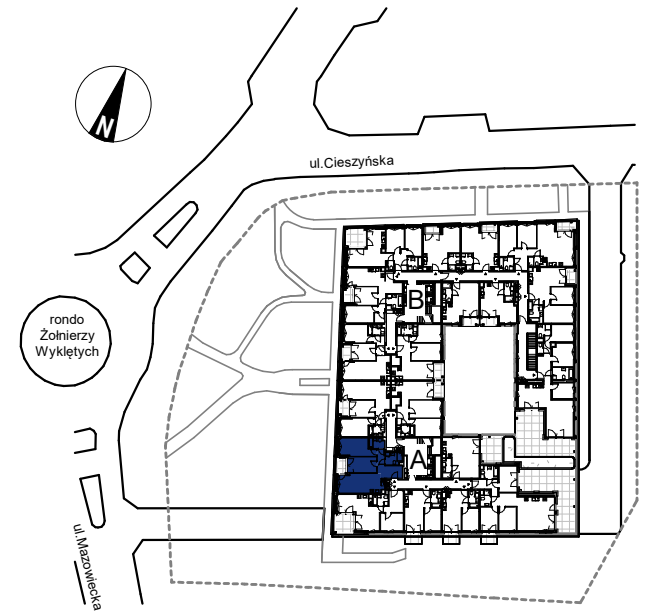 N
ul.Cieszyńska
B
rondo
Żołnierzy
Wyklętych
A
ul.Mazowiecka